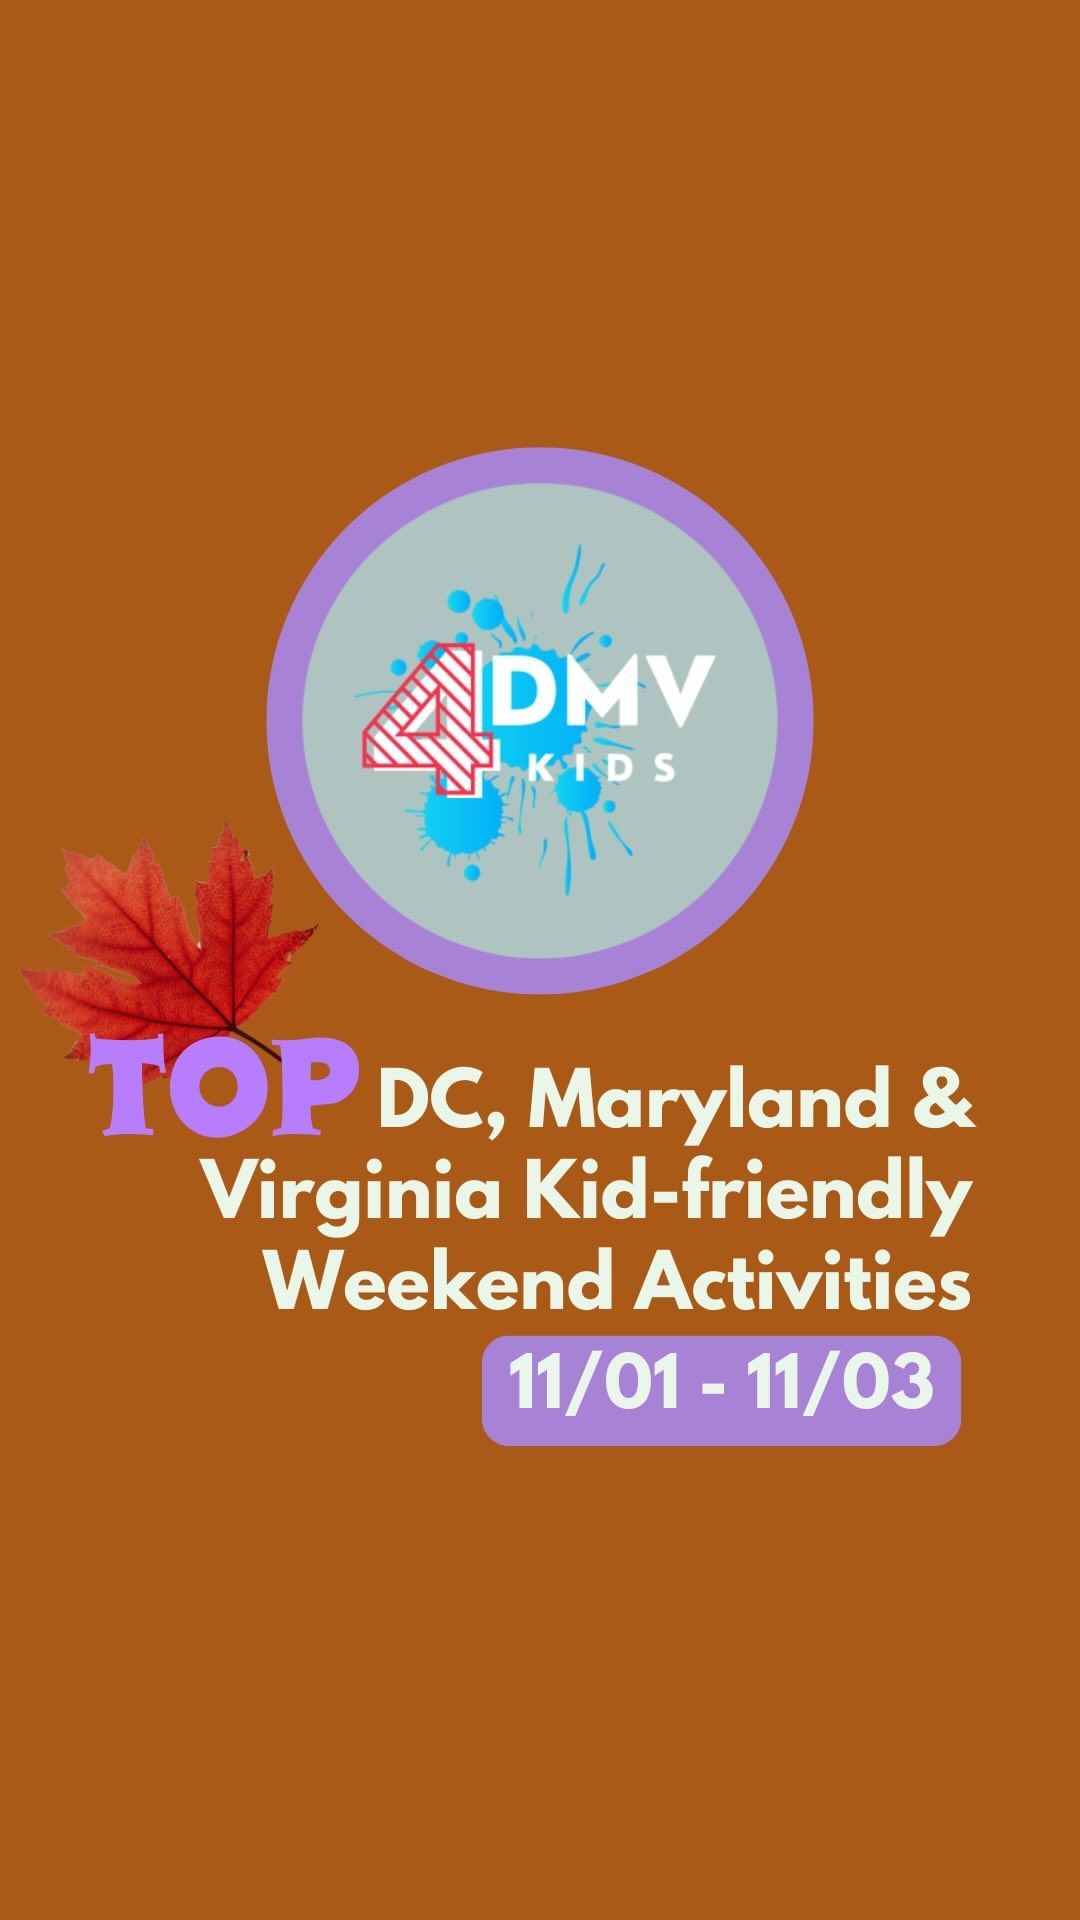 4DMV
KIDS
TOP DC, Maryland &
Virginia Kid-friendly
Weekend Activities
11/01 - 11/03